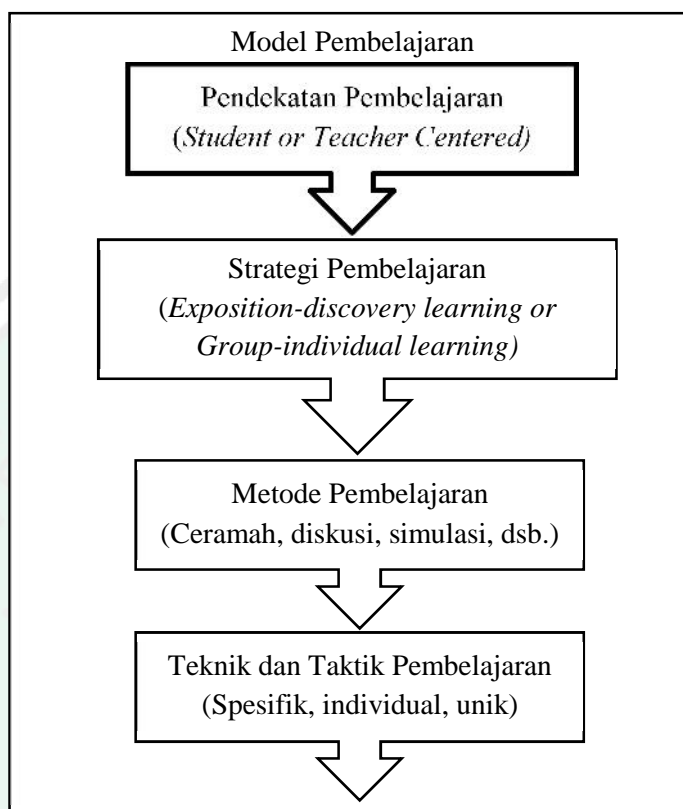 Model Pembelajaran
Pendekatan Pembelajaran
(Student or Teacher Centered)
Strategi Pembelajaran
(Exposition-discovery learning or
Group-individual learning)
Metode Pembelajaran
(Ceramah, diskusi, simulasi, dsb.)
Teknik dan Taktik Pembelajaran
(Spesifik, individual, unik)